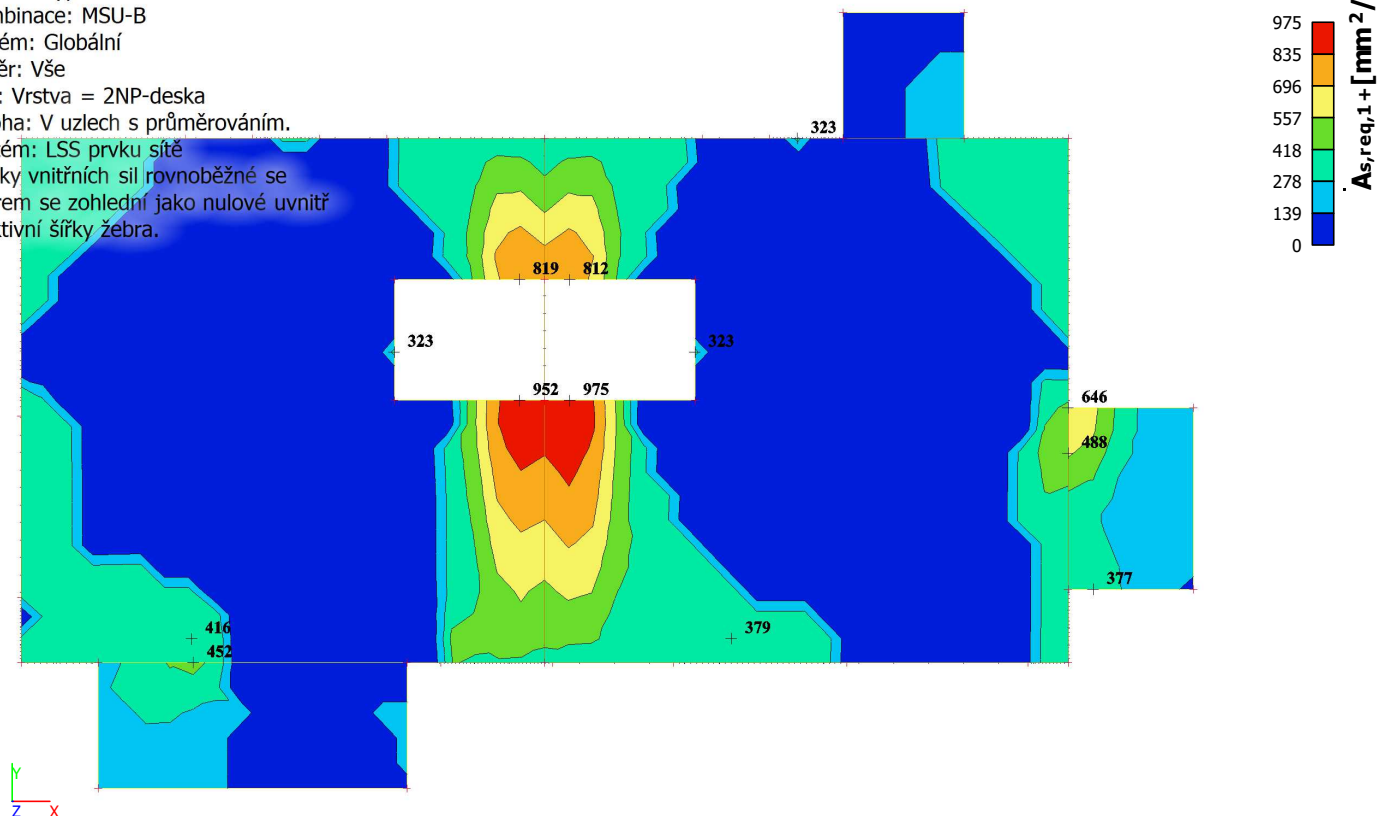 mbinace: MSU-B
ém: Globální
ěr: Vše
: Vrstva = 2NP-deska
oha: V uzlech s průměrováním.
tém: LSS prvku sítě
ky vnitřních sil rovnoběžné se
rem se zohlední jako nulové uvnitř
ktivní šířky žebra.
975
835
696
557
418
278
139
0
As,req,1+[mm²/
323
819 812
323
323
952 975
646
488
377
416
379
452
Y
Z X